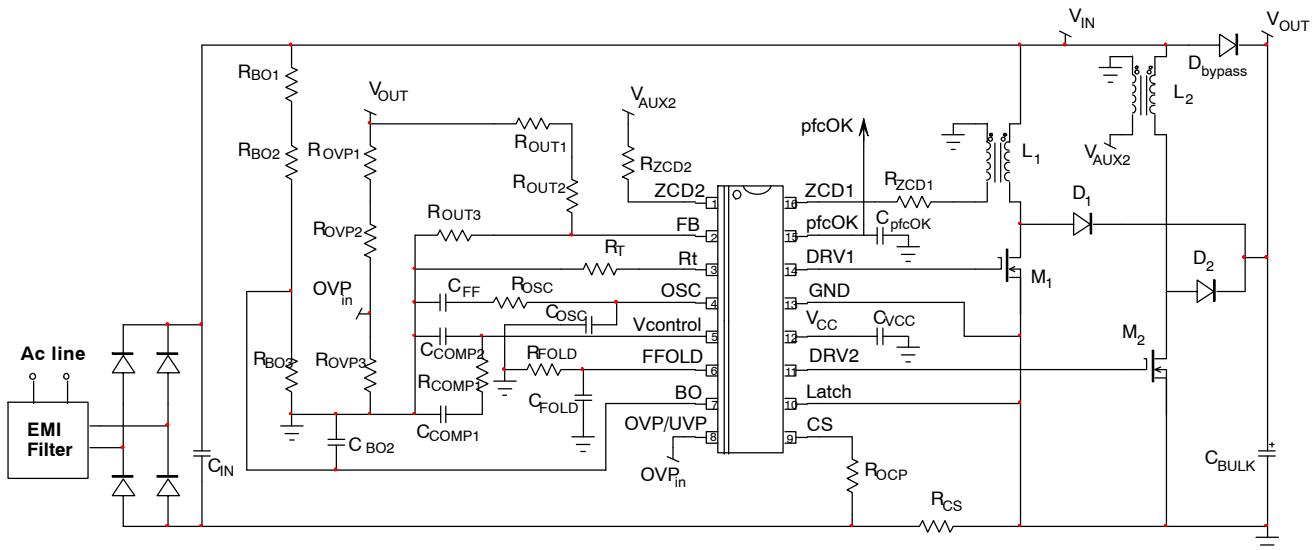 V_IN
V_OUT
R_BO1
D_bypass
L_2
V_OUT
V_AUX2
pfcOK
R_OUT1
L_1
V_AUX2
R_BO2
R_OVP1
R_ZCD2
R_OUT2
R_ZCD1
ZCD2
ZCD1
1
16
D_1
R_OUT3
FB
pfcOK
C_pfcOK
2
15
R_OVP2
R_T
Rt
DRV1
3
14
D_2
M_1
OVP_in
C_FF
R_OSC
OSC
GND
4
13
C_OSC
Vcontrol
V_CC
C_VCC
5
12
M_2
Ac line
R_BO3
R_OVP3
C_COMP2
R_FOLD
FFOLD
DRV2
6
11
R_COMP1
C_FOLD
BO
Latch
7
10
EMI
Filter
C_IN
C_BO2
C_COMP1
OVP/UVP
CS
8
9
OVP_in
R_OCP
C_BULK
+
R_CS